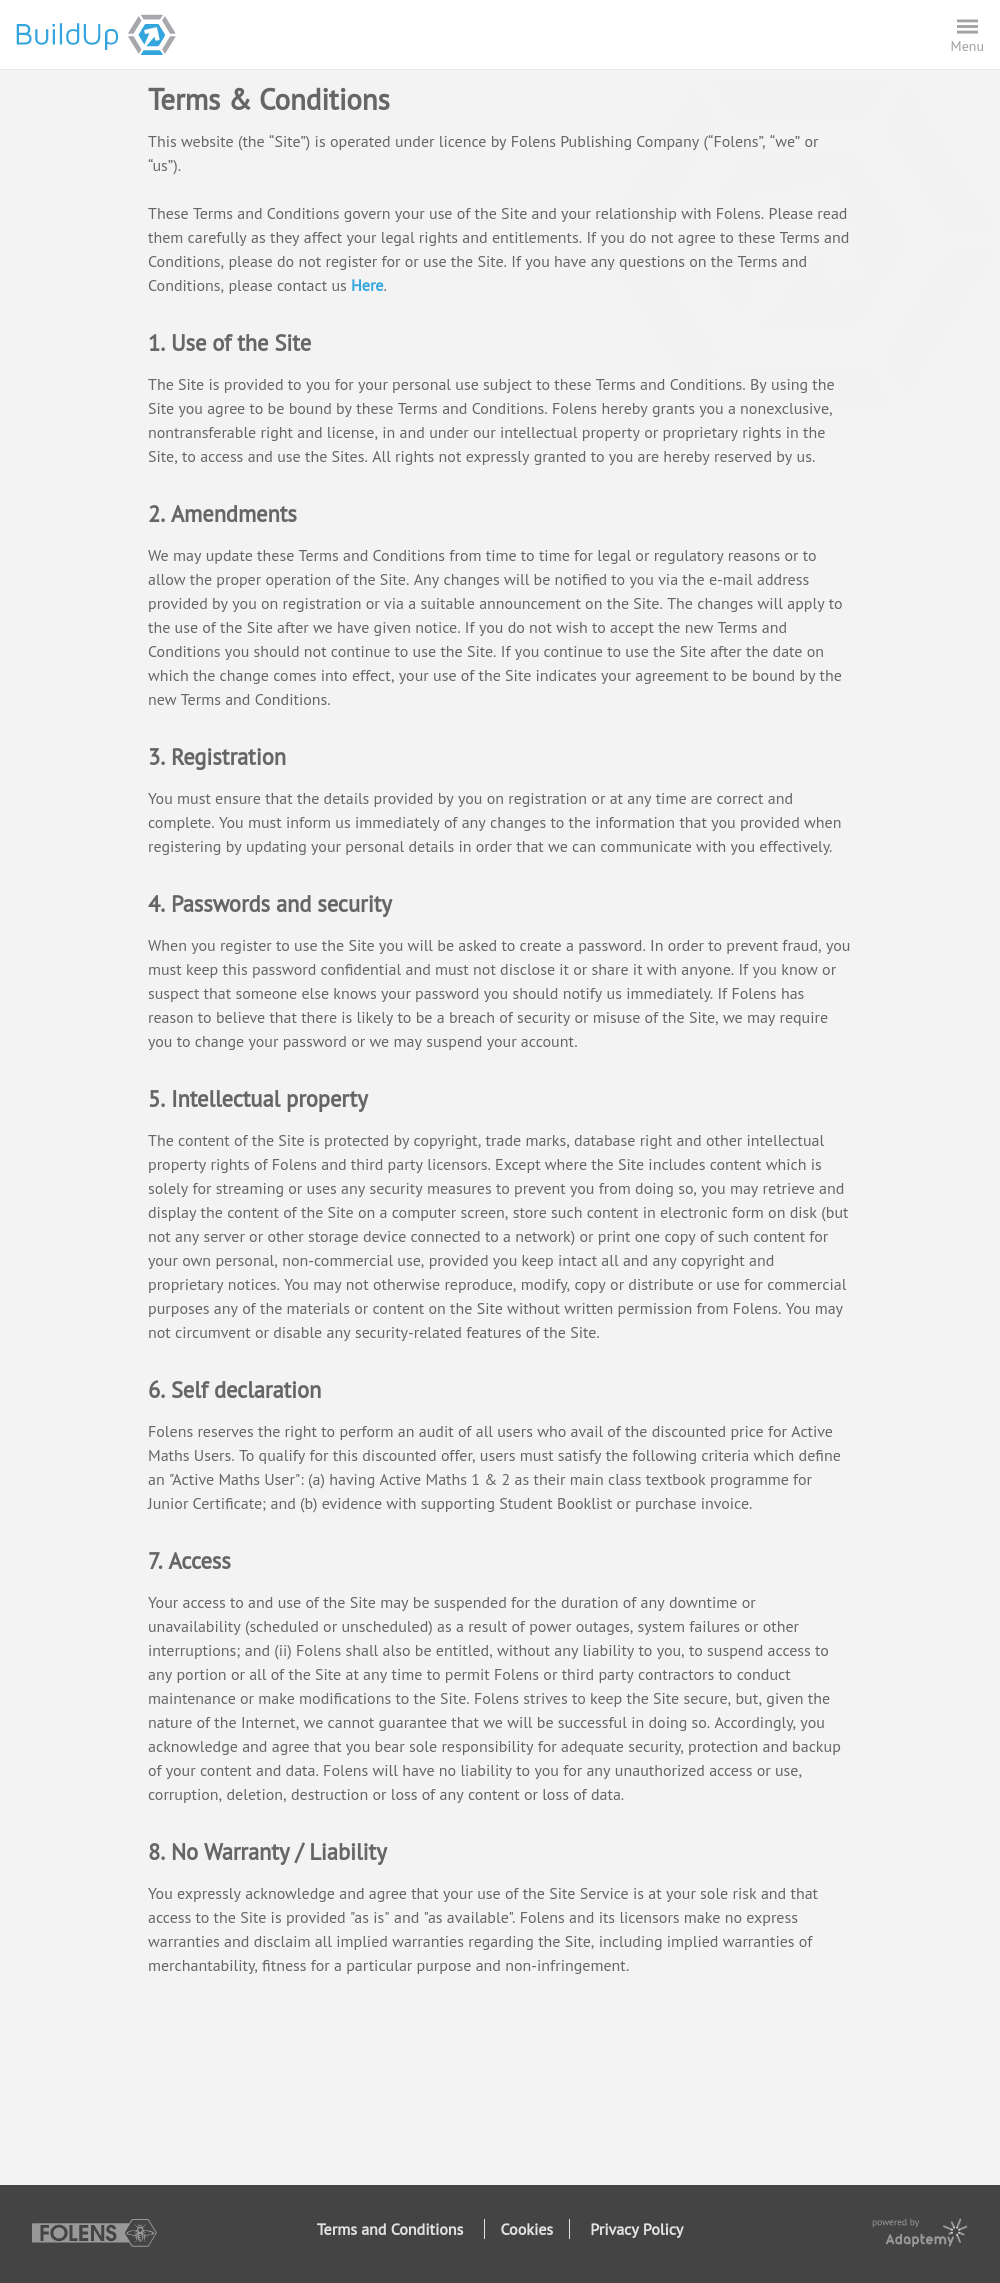 BuildUp
Menu
Terms & Conditions
This website (the “Site”) is operated under licence by Folens Publishing Company (“Folens”, “we” or
“us”).
These Terms and Conditions govern your use of the Site and your relationship with Folens. Please read
them carefully as they affect your legal rights and entitlements. If you do not agree to these Terms and
Conditions, please do not register for or use the Site. If you have any questions on the Terms and
Conditions, please contact us Here.
1. Use of the Site
The Site is provided to you for your personal use subject to these Terms and Conditions. By using the
Site you agree to be bound by these Terms and Conditions. Folens hereby grants you a nonexclusive,
nontransferable right and license, in and under our intellectual property or proprietary rights in the
Site, to access and use the Sites. All rights not expressly granted to you are hereby reserved by us.
2. Amendments
We may update these Terms and Conditions from time to time for legal or regulatory reasons or to
allow the proper operation of the Site. Any changes will be notified to you via the e-mail address
provided by you on registration or via a suitable announcement on the Site. The changes will apply to
the use of the Site after we have given notice. If you do not wish to accept the new Terms and
Conditions you should not continue to use the Site. If you continue to use the Site after the date on
which the change comes into effect, your use of the Site indicates your agreement to be bound by the
new Terms and Conditions.
3. Registration
You must ensure that the details provided by you on registration or at any time are correct and
complete. You must inform us immediately of any changes to the information that you provided when
registering by updating your personal details in order that we can communicate with you effectively.
4. Passwords and security
When you register to use the Site you will be asked to create a password. In order to prevent fraud, you
must keep this password confidential and must not disclose it or share it with anyone. If you know or
suspect that someone else knows your password you should notify us immediately. If Folens has
reason to believe that there is likely to be a breach of security or misuse of the Site, we may require
you to change your password or we may suspend your account.
5. Intellectual property
The content of the Site is protected by copyright, trade marks, database right and other intellectual
property rights of Folens and third party licensors. Except where the Site includes content which is
solely for streaming or uses any security measures to prevent you from doing so, you may retrieve and
display the content of the Site on a computer screen, store such content in electronic form on disk (but
not any server or other storage device connected to a network) or print one copy of such content for
your own personal, non-commercial use, provided you keep intact all and any copyright and
proprietary notices. You may not otherwise reproduce, modify, copy or distribute or use for commercial
purposes any of the materials or content on the Site without written permission from Folens. You may
not circumvent or disable any security-related features of the Site.
6. Self declaration
Folens reserves the right to perform an audit of all users who avail of the discounted price for Active
Maths Users. To qualify for this discounted offer, users must satisfy the following criteria which define
an "Active Maths User": (a) having Active Maths 1 & 2 as their main class textbook programme for
Junior Certificate; and (b) evidence with supporting Student Booklist or purchase invoice.
7. Access
Your access to and use of the Site may be suspended for the duration of any downtime or
unavailability (scheduled or unscheduled) as a result of power outages, system failures or other
interruptions; and (ii) Folens shall also be entitled, without any liability to you, to suspend access to
any portion or all of the Site at any time to permit Folens or third party contractors to conduct
maintenance or make modifications to the Site. Folens strives to keep the Site secure, but, given the
nature of the Internet, we cannot guarantee that we will be successful in doing so. Accordingly, you
acknowledge and agree that you bear sole responsibility for adequate security, protection and backup
of your content and data. Folens will have no liability to you for any unauthorized access or use,
corruption, deletion, destruction or loss of any content or loss of data.
8. No Warranty / Liability
You expressly acknowledge and agree that your use of the Site Service is at your sole risk and that
access to the Site is provided "as is" and "as available". Folens and its licensors make no express
warranties and disclaim all implied warranties regarding the Site, including implied warranties of
merchantability, fitness for a particular purpose and non-infringement.
FOLENS
Terms and Conditions
Cookies
Privacy Policy
powered by
Adaptemy